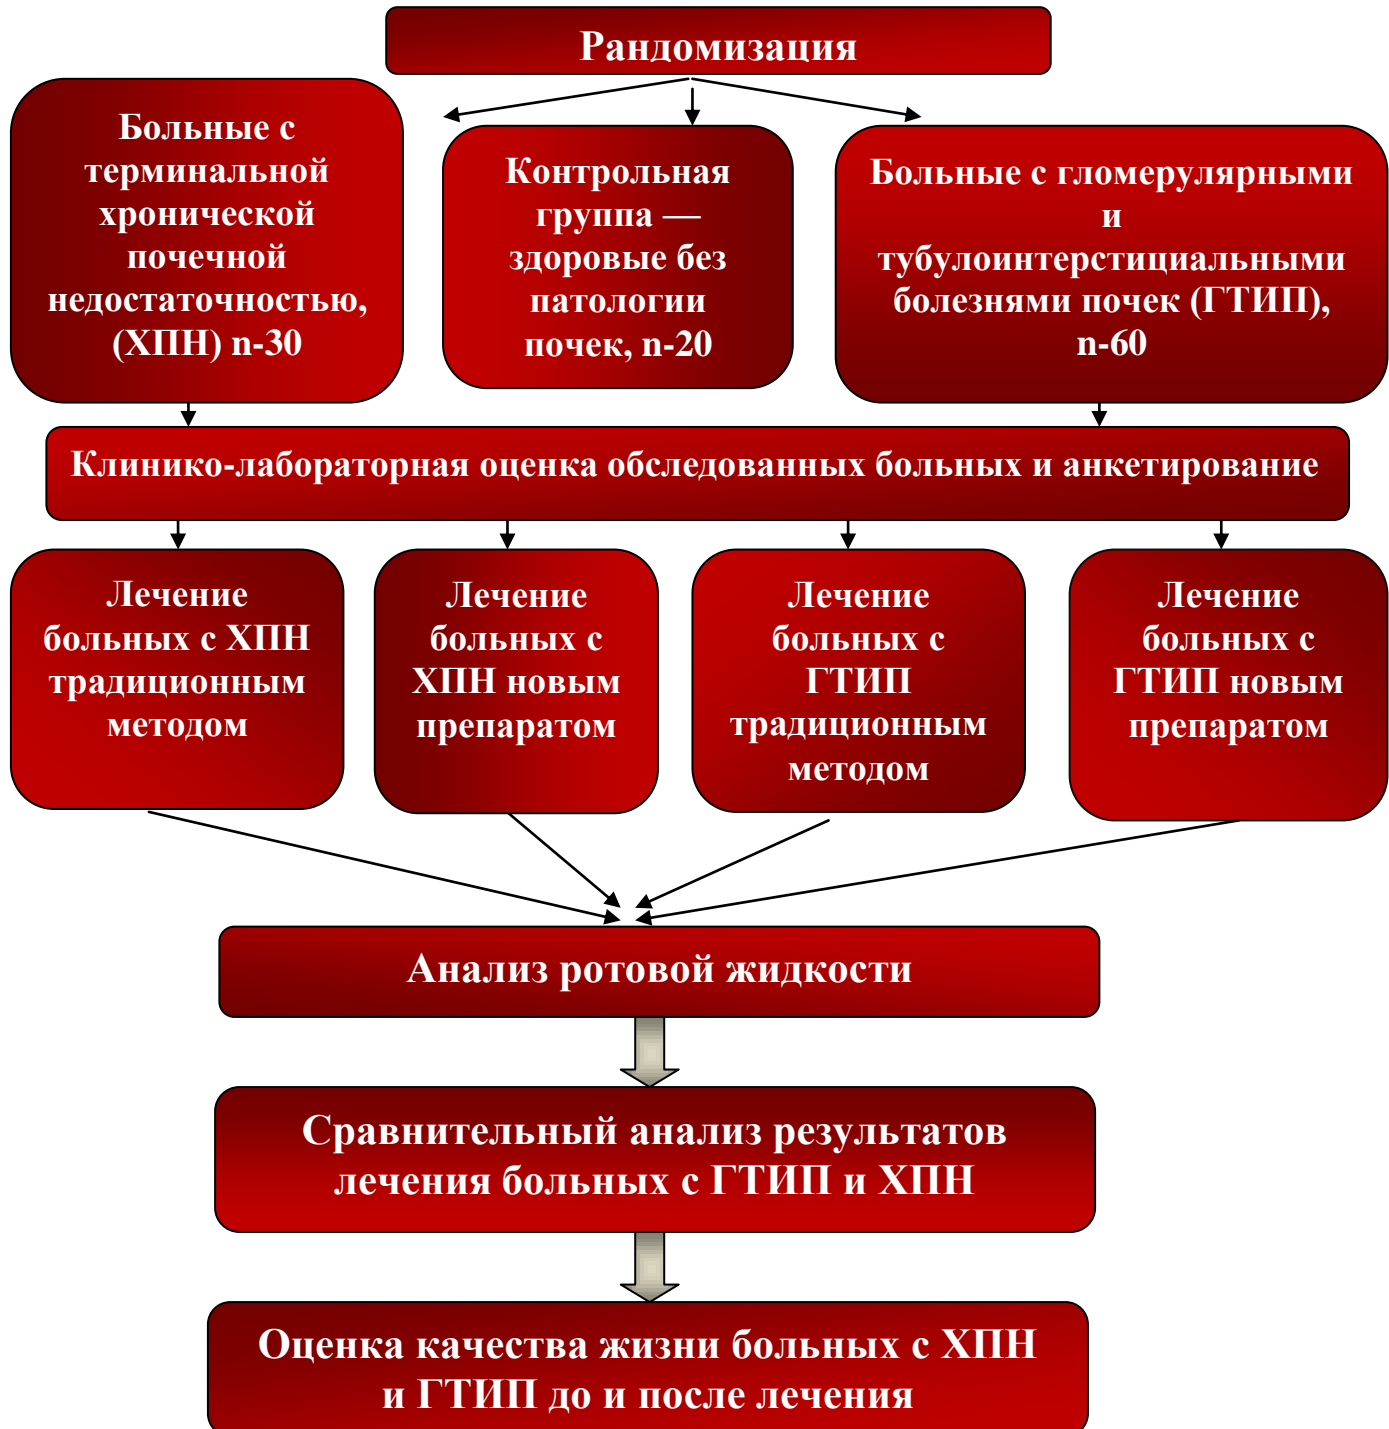 Рандомизация
Больные с
терминальной
хронической
почечной
недостаточностью,
(ХПН) n-30
Контрольная
группа —
здоровые без
патологии
почек, n-20
Больные с гломерулярными
и
тубулоинтерстициальными
болезнями почек (ГТИП),
n-60
Клинико-лабораторная оценка обследованных больных и анкетирование
Лечение
больных с ХПН
традиционным
методом
Лечение
больных с
ХПН новым
препаратом
Лечение
больных с
ГТИП
традиционным
методом
Лечение
больных с
ГТИП новым
препаратом
Анализ ротовой жидкости
Сравнительный анализ результатов
лечения больных с ГТИП и ХПН
Оценка качества жизни больных с ХПН
и ГТИП до и после лечения